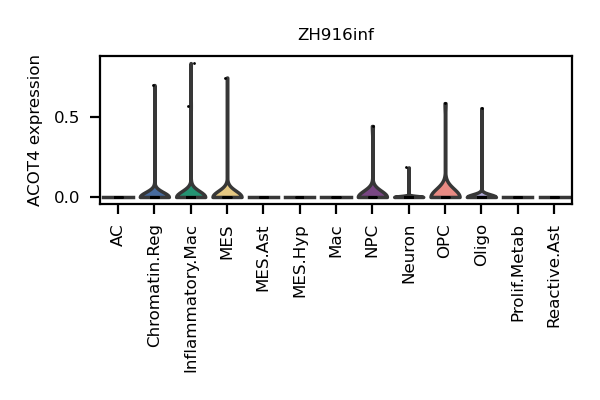 ZH916inf
ACOT4 expression
0.5
0.0
AC
Chromatin.Reg
Inflammatory.Mac
MES
MES.Ast
MES.Hyp
Mac
NPC
Neuron
OPC
Oligo
Prolif.Metab
Reactive.Ast